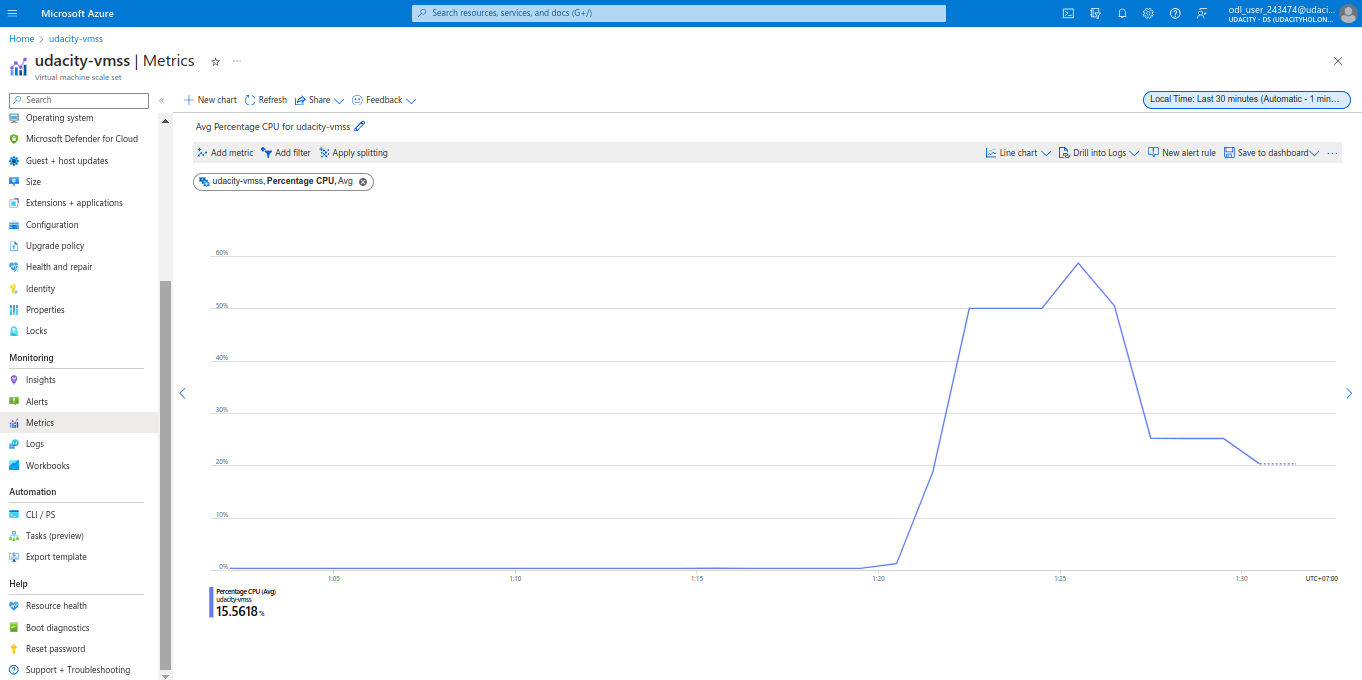 Microsoft Azure
Search resources, services, and docs (G+/)
odl_user_243474@udaci...
UDACITY - DS (UDACITYHOL.ON...
Home > udacity-vmss
udacity-vmss | Metrics
Virtual machine scale set
Search
Operating system
Microsoft Defender for Cloud
Guest + host updates
Size
Extensions + applications
Configuration
Upgrade policy
Health and repair
Identity
Properties
Locks
Monitoring
Insights
Alerts
Metrics
Logs
Workbooks
Automation
CLI / PS
Tasks (preview)
Export template
Help
Resource health
Boot diagnostics
Reset password
Support + Troubleshooting
New chart Refresh Share Feedback
Local Time: Last 30 minutes (Automatic - 1 min...
Avg Percentage CPU for udacity-vmss
Add metric Add filter Apply splitting
Line chart Drill into Logs New alert rule Save to dashboard ...
udacity-vmss, Percentage CPU, Avg
60%
50%
40%
30%
20%
10%
0%
1:05 1:10 1:15 1:20 1:25 1:30 UTC+07:00
Percentage CPU (Avg)
udacity-vmss
15.5618 %